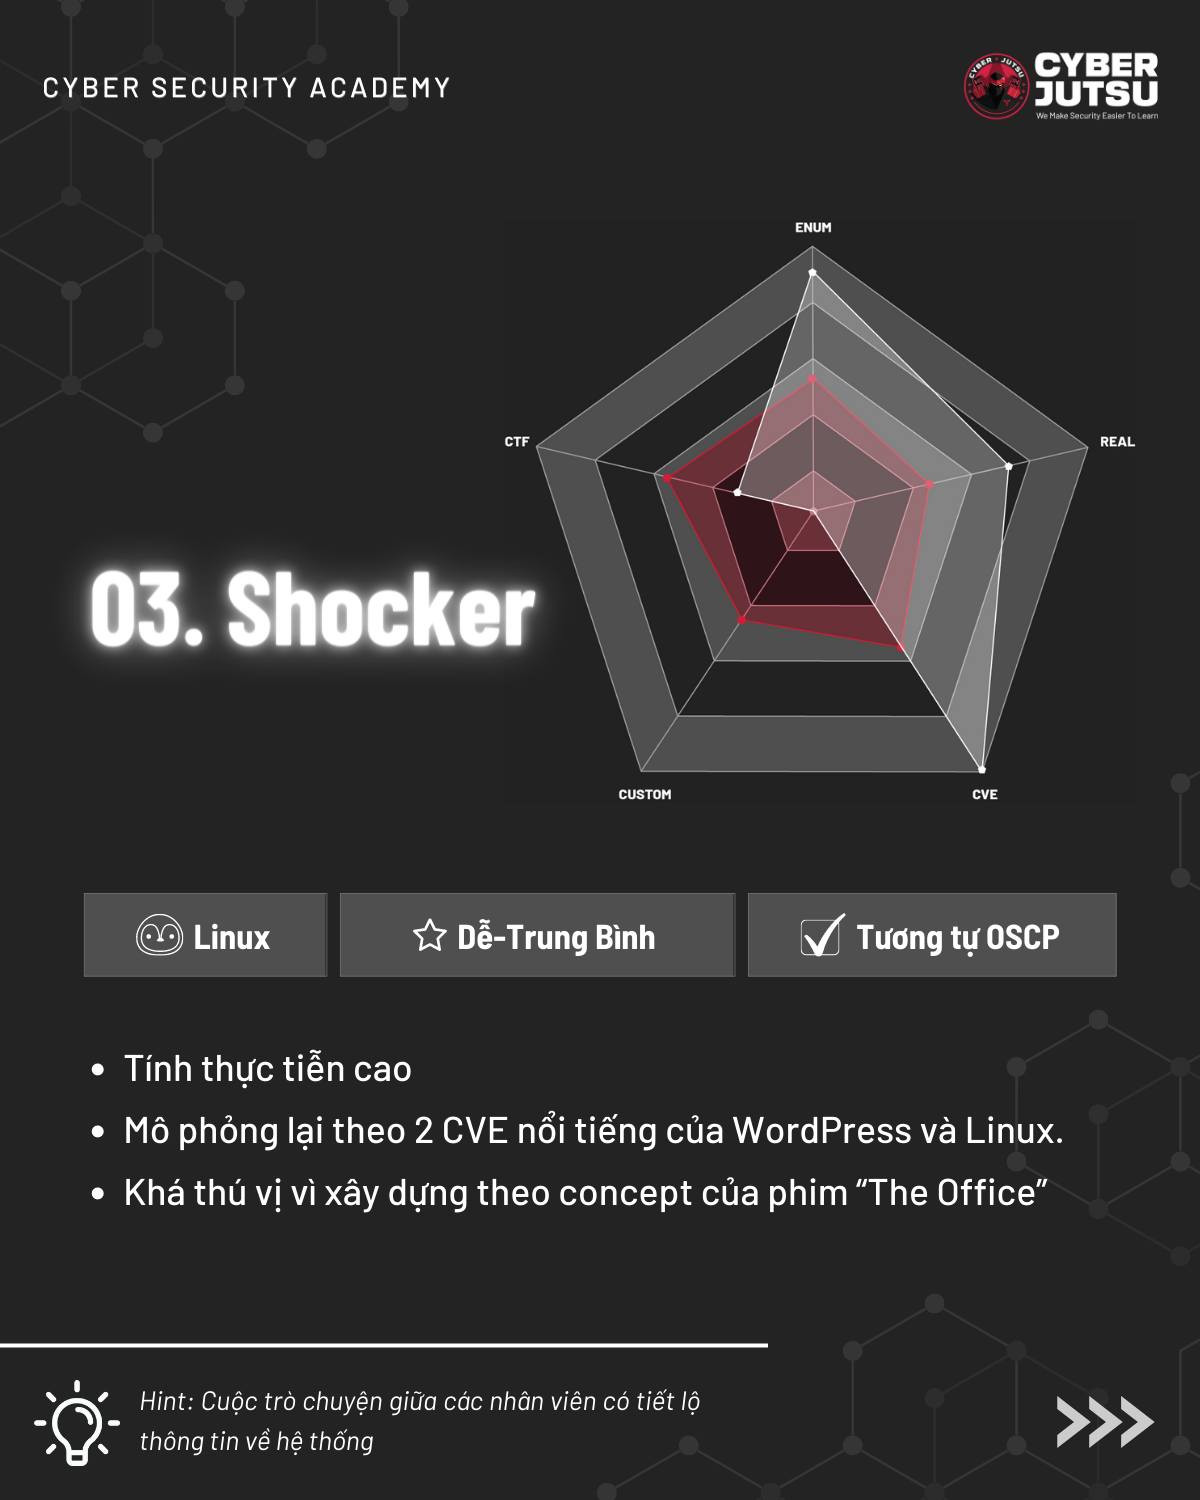 CYBER SECURITY ACADEMY
CYBER JUTSU
CYBER
JUTSU
We Make Security Easier To Learn
ENUM
CTF
REAL
03. Shocker
CUSTOM
CVE
Linux
Dễ-Trung Bình
Tương tự OSCP
• Tính thực tiễn cao
• Mô phỏng lại theo 2 CVE nổi tiếng của WordPress và Linux.
• Khá thú vị vì xây dựng theo concept của phim “The Office”
Hint: Cuộc trò chuyện giữa các nhân viên có tiết lộ
thông tin về hệ thống